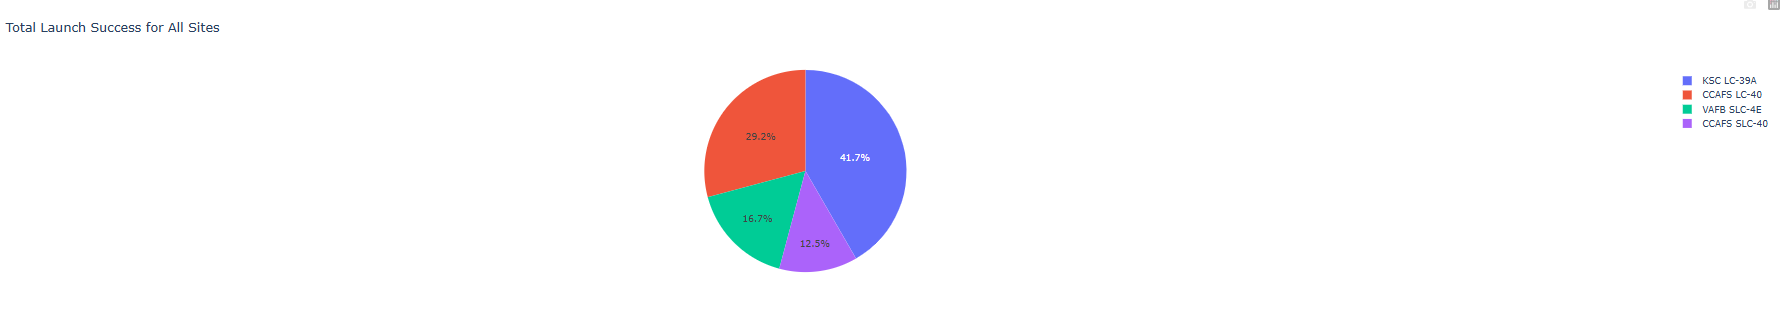 Total Launch Success for All Sites
KSC LC-39A
CCAFS LC-40
VAFB SLC-4E
CCAFS SLC-40
29.2%
41.7%
16.7%
12.5%